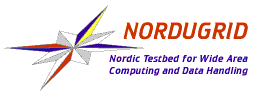 NORDUGRID
Nordic Testbed for Wide Area
Computing and Data Handling